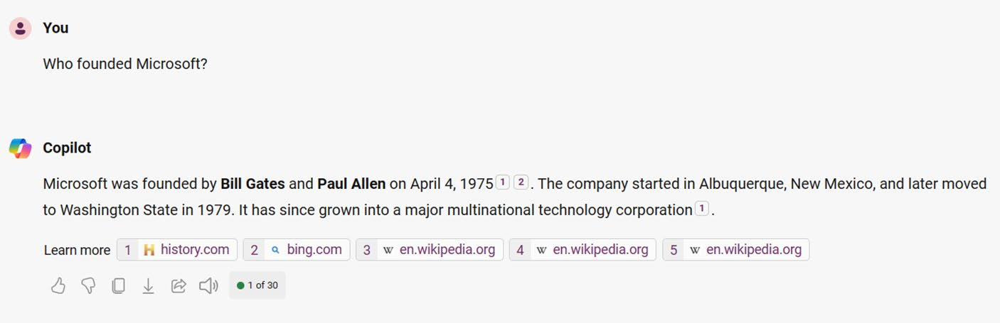 You
Who founded Microsoft?
Copilot
Microsoft was founded by Bill Gates and Paul Allen on April 4, 1975 1 2 . The company started in Albuquerque, New Mexico, and later moved
to Washington State in 1979. It has since grown into a major multinational technology corporation 1 .
Learn more 1 H history.com 2 bing.com 3 W en.wikipedia.org 4 W en.wikipedia.org 5 W en.wikipedia.org
1 of 30